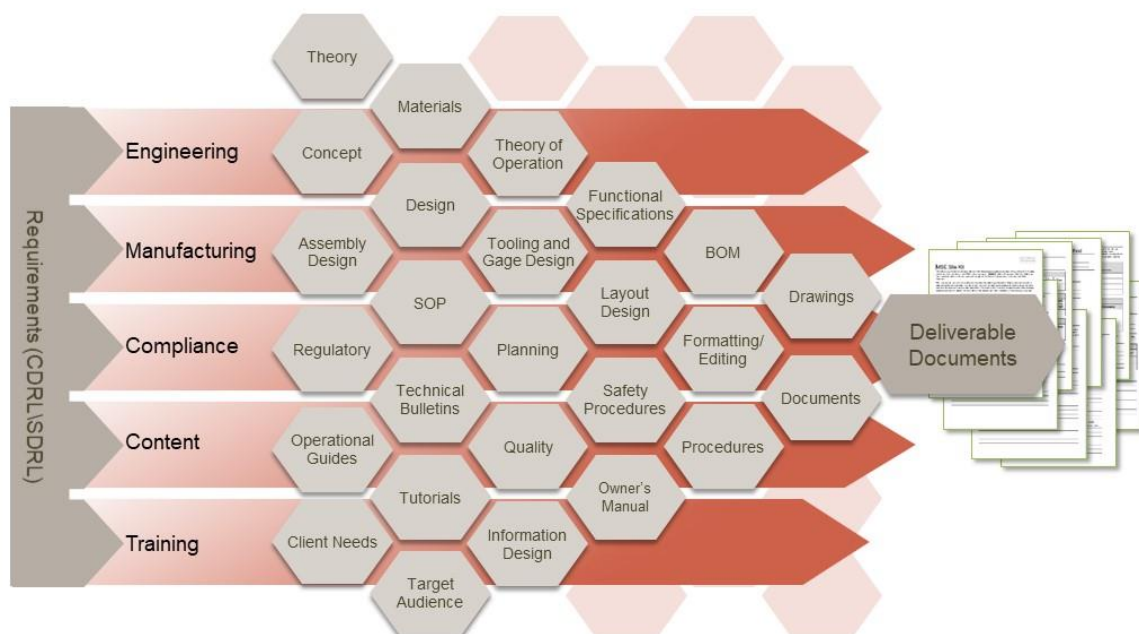 Theory
Materials
Engineering
Concept
Theory of
Operation
Design
Functional
Specifications
Requirements (CDRL\SDRL)
Manufacturing
Assembly
Design
Tooling and
Gage Design
BOM
SOP
Layout
Design
Drawings
Compliance
Regulatory
Planning
Formatting/
Editing
Deliverable
Documents
Technical
Bulletins
Safety
Procedures
Documents
Content
Operational
Guides
Quality
Procedures
Tutorials
Owner's
Manual
Training
Client Needs
Information
Design
Target
Audience